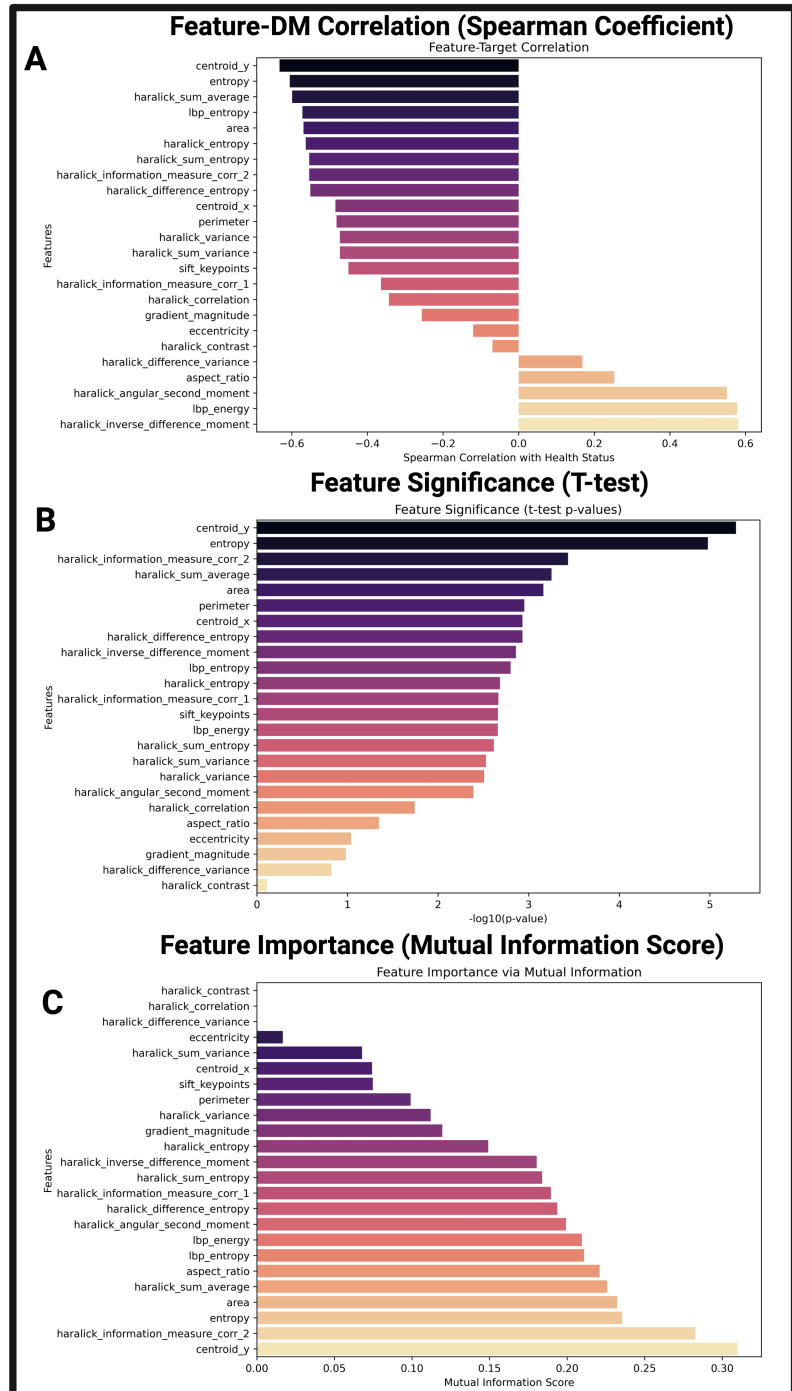 Feature-DM Correlation (Spearman Coefficient)
Feature-Target Correlation
A
centroid_y
entropy
haralick_sum_average
lbp_entropy
area
haralick_entropy
haralick_sum_entropy
haralick_information_measure_corr_2
haralick_difference_entropy
centroid_x
perimeter
haralick_variance
haralick_sum_variance
sift_keypoints
haralick_information_measure_corr_1
haralick_correlation
gradient_magnitude
eccentricity
haralick_contrast
haralick_difference_variance
aspect_ratio
haralick_angular_second_moment
lbp_energy
haralick_inverse_difference_moment
Features
−0.6 −0.4 −0.2 0.0 0.2 0.4 0.6
Spearman Correlation with Health Status
Feature Significance (T-test)
Feature Significance (t-test p-values)
B
centroid_y
entropy
haralick_information_measure_corr_2
haralick_sum_average
area
perimeter
centroid_x
haralick_difference_entropy
haralick_inverse_difference_moment
lbp_entropy
haralick_entropy
haralick_information_measure_corr_1
sift_keypoints
lbp_energy
haralick_sum_entropy
haralick_sum_variance
haralick_variance
haralick_angular_second_moment
haralick_correlation
aspect_ratio
eccentricity
gradient_magnitude
haralick_difference_variance
haralick_contrast
Features
0 1 2 3 4 5
-log10(p-value)
Feature Importance (Mutual Information Score)
Feature Importance via Mutual Information
C
haralick_contrast
haralick_correlation
haralick_difference_variance
eccentricity
haralick_sum_variance
centroid_x
sift_keypoints
perimeter
haralick_variance
gradient_magnitude
haralick_entropy
haralick_inverse_difference_moment
haralick_sum_entropy
haralick_information_measure_corr_1
haralick_difference_entropy
haralick_angular_second_moment
lbp_energy
lbp_entropy
aspect_ratio
haralick_sum_average
area
entropy
haralick_information_measure_corr_2
centroid_y
Features
0.00 0.05 0.10 0.15 0.20 0.25 0.30
Mutual Information Score